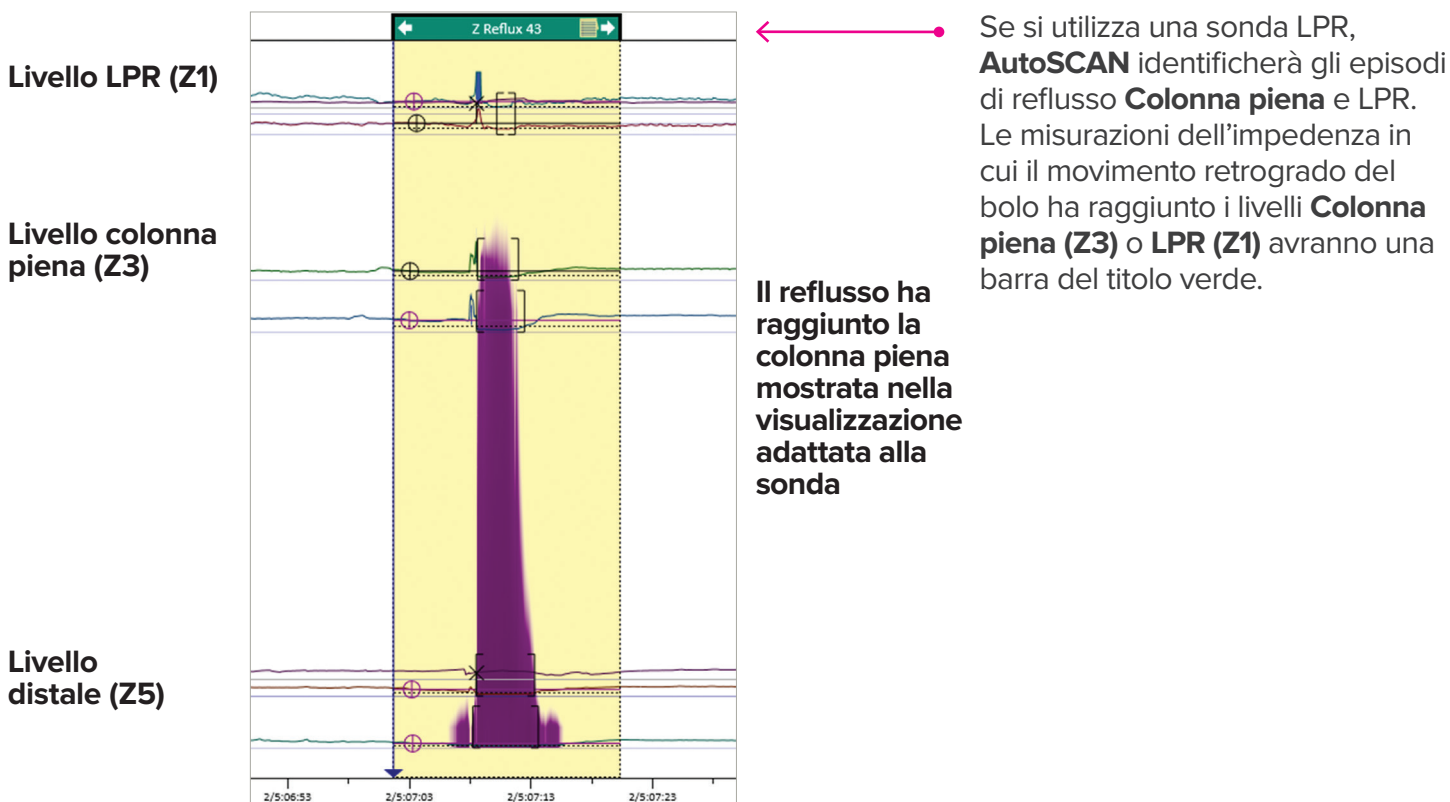 Z Reflux 43
Livello LPR (Z1)
Livello colonna
piena (Z3)
Livello
distale (Z5)
2/5:06:53
2/5:07:03
2/5:07:13
2/5:07:23
Il reflusso ha
raggiunto la
colonna piena
mostrata nella
visualizzazione
adattata alla
sonda
Se si utilizza una sonda LPR,
AutoSCAN identificherà gli episodi
di reflusso Colonna piena e LPR.
Le misurazioni dell’impedenza in
cui il movimento retrogrado del
bolo ha raggiunto i livelli Colonna
piena (Z3) o LPR (Z1) avranno una
barra del titolo verde.